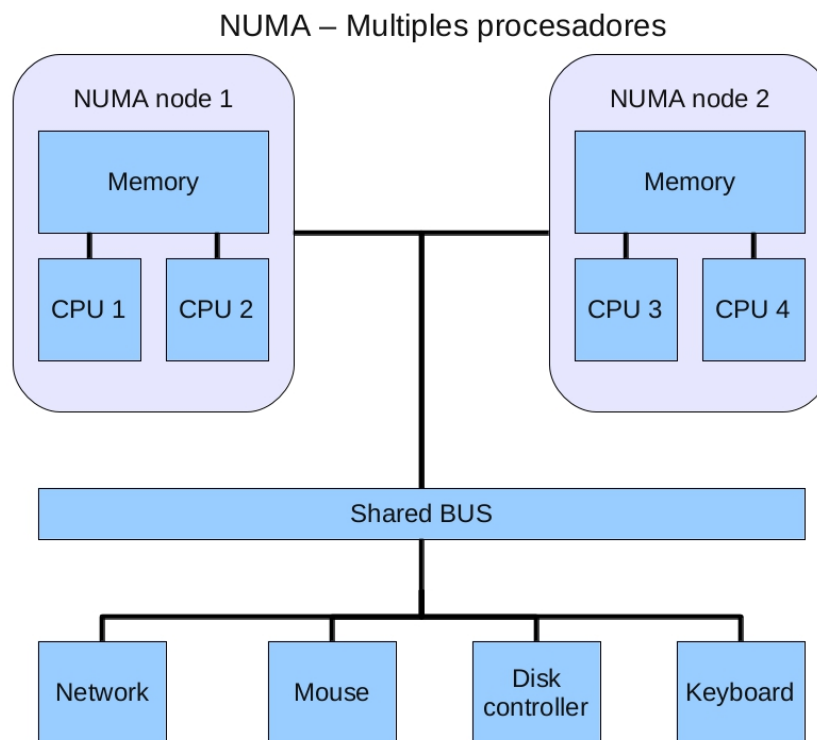 NUMA – Multiples procesadores
NUMA node 1
Memory
CPU 1
CPU 2
NUMA node 2
Memory
CPU 3
CPU 4
Shared BUS
Network
Mouse
Disk
controller
Keyboard